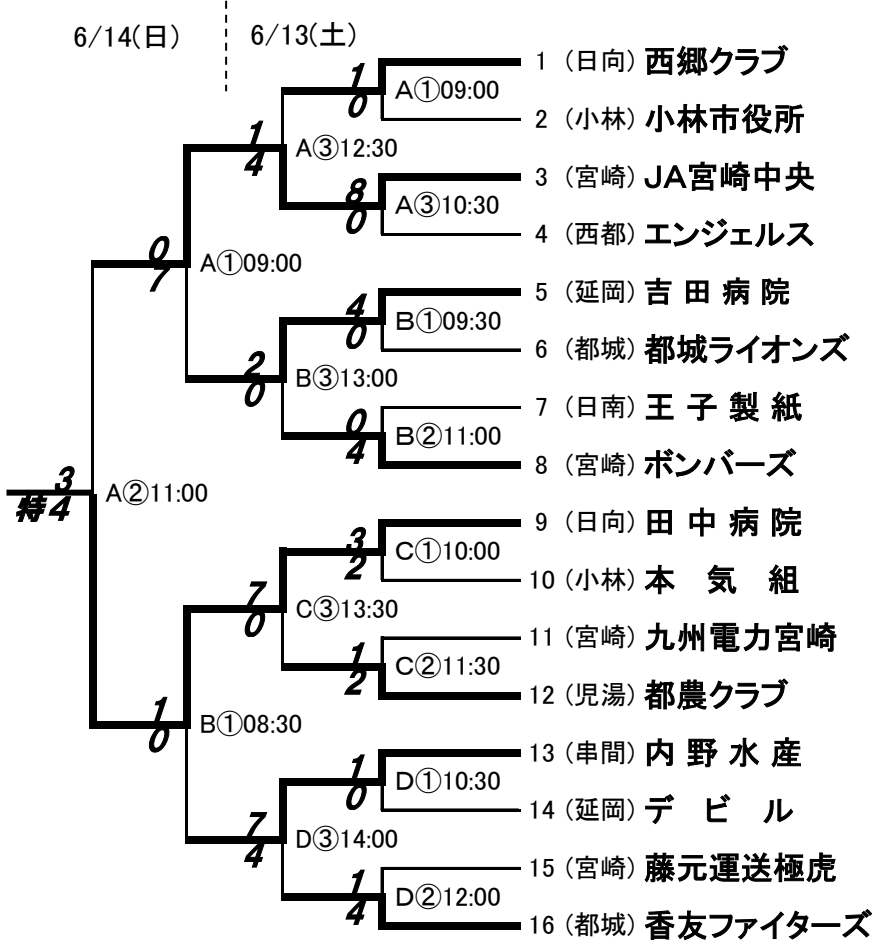 6/14(日) 6/13(土)
1 (日向) 西郷クラブ
1
0 A①09:00
2 (小林) 小林市役所
1
4 A③12:30
3 (宮崎) JA宮崎中央
8
0 A③10:30
4 (西都) エンジェルス
0
7 A①09:00
5 (延岡) 吉田病院
4
0 B①09:30
6 (都城) 都城ライオンズ
2
0 B③13:00
7 (日南) 王子製紙
0
4 B②11:00
8 (宮崎) ボンバーズ
3
特4 A②11:00
9 (日向) 田中病院
3
2 C①10:00
10 (小林) 本気組
7
0 C③13:30
11 (宮崎) 九州電力宮崎
1
2 C②11:30
12 (児湯) 都農クラブ
1
0 B①08:30
13 (串間) 内野水産
1
0 D①10:30
14 (延岡) デビル
7
4 D③14:00
15 (宮崎) 藤元運送極虎
1
4 D②12:00
16 (都城) 香友ファイターズ